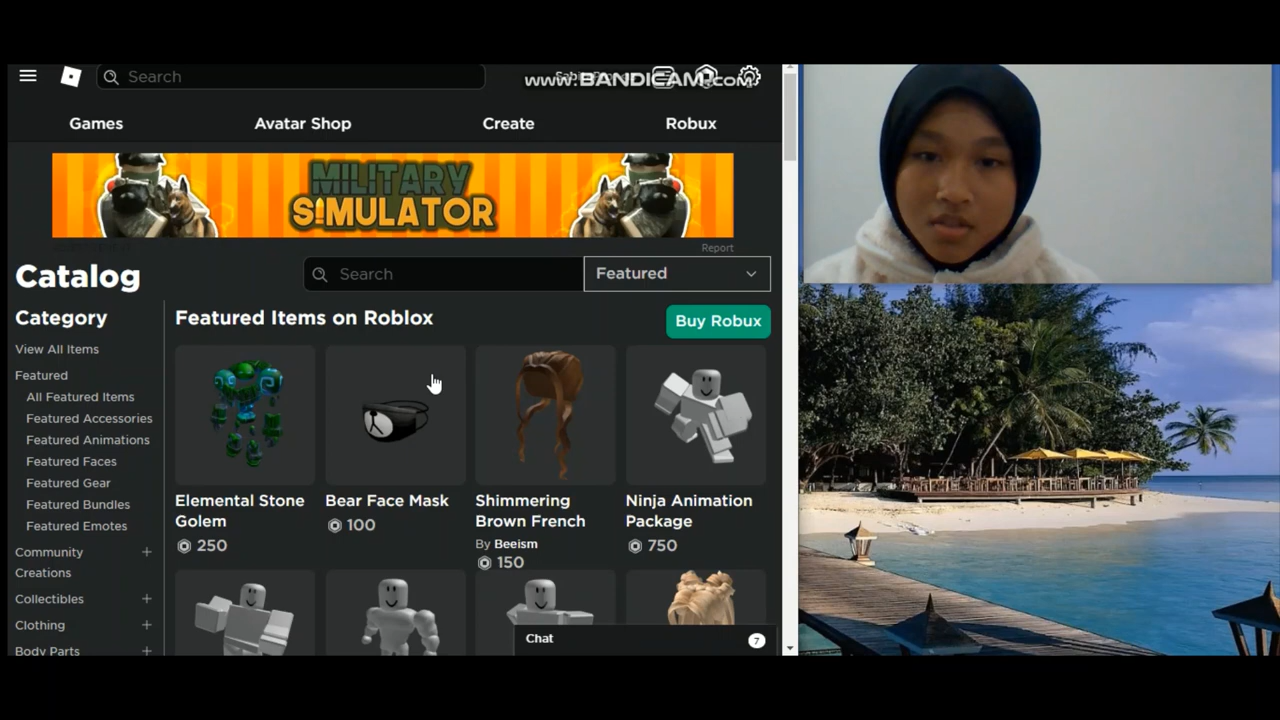 Search
www.BANDICAM.com
Games
Avatar Shop
Create
Robux
MILITARY
SIMULATOR
Report
Catalog
Search
Featured
Category
Featured Items on Roblox
Buy Robux
View All Items
Featured
All Featured Items
Featured Accessories
Featured Animations
Featured Faces
Featured Gear
Featured Bundles
Featured Emotes
Community
Creations
Collectibles
Clothing
Body Parts
Elemental Stone
Golem
250
Bear Face Mask
100
Shimmering
Brown French
By Beeism
150
Ninja Animation
Package
750
Chat
7